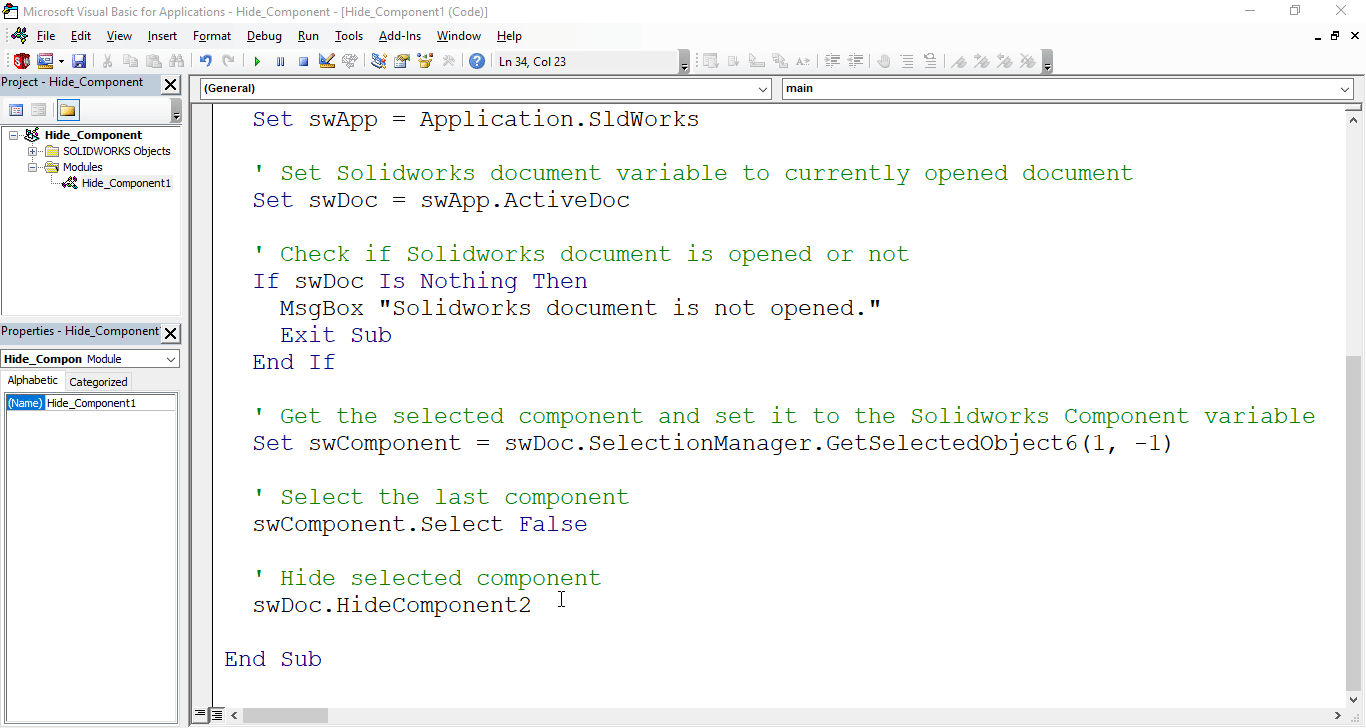 Microsoft Visual Basic for Applications - Hide_Component - [Hide_Component1 (Code)]
File Edit View Insert Format Debug Run Tools Add-Ins Window Help
Ln 34, Col 23
Project - Hide_Component
Hide_Component
SOLIDWORKS Objects
Modules
Hide_Component1
Properties - Hide_Component
Hide_Compon Module
Alphabetic Categorized
(Name) Hide_Component1
(General) main
Set swApp = Application.SldWorks
' Set Solidworks document variable to currently opened document
Set swDoc = swApp.ActiveDoc
' Check if Solidworks document is opened or not
If swDoc Is Nothing Then
MsgBox "Solidworks document is not opened."
Exit Sub
End If
' Get the selected component and set it to the Solidworks Component variable
Set swComponent = swDoc.SelectionManager.GetSelectedObject6(1, -1)
' Select the last component
swComponent.Select False
' Hide selected component
swDoc.HideComponent2
End Sub